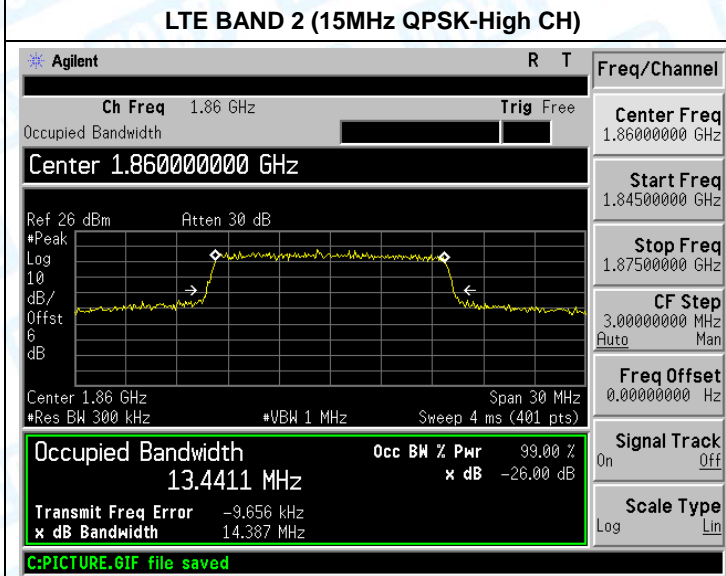 LTE BAND 2 (15MHz QPSK-High CH)
Agilent R T
Ch Freq 1.86 GHz Trig Free
Occupied Bandwidth
Center 1.860000000 GHz
Ref 26 dBm Atten 30 dB
#Peak
Log
10
dB/
Offst
6
dB
Center 1.86 GHz Span 30 MHz
#Res BW 300 kHz #VBW 1 MHz Sweep 4 ms (401 pts)
Occupied Bandwidth Occ BW % Pwr 99.00 %
13.4411 MHz x dB -26.00 dB
Transmit Freq Error -9.656 kHz
x dB Bandwidth 14.387 MHz
C:PICTURE.GIF file saved
Freq/Channel
Center Freq
1.86000000 GHz
Start Freq
1.84500000 GHz
Stop Freq
1.87500000 GHz
CF Step
3.00000000 MHz
Auto Man
Freq Offset
0.00000000 Hz
Signal Track
On Off
Scale Type
Log Lin